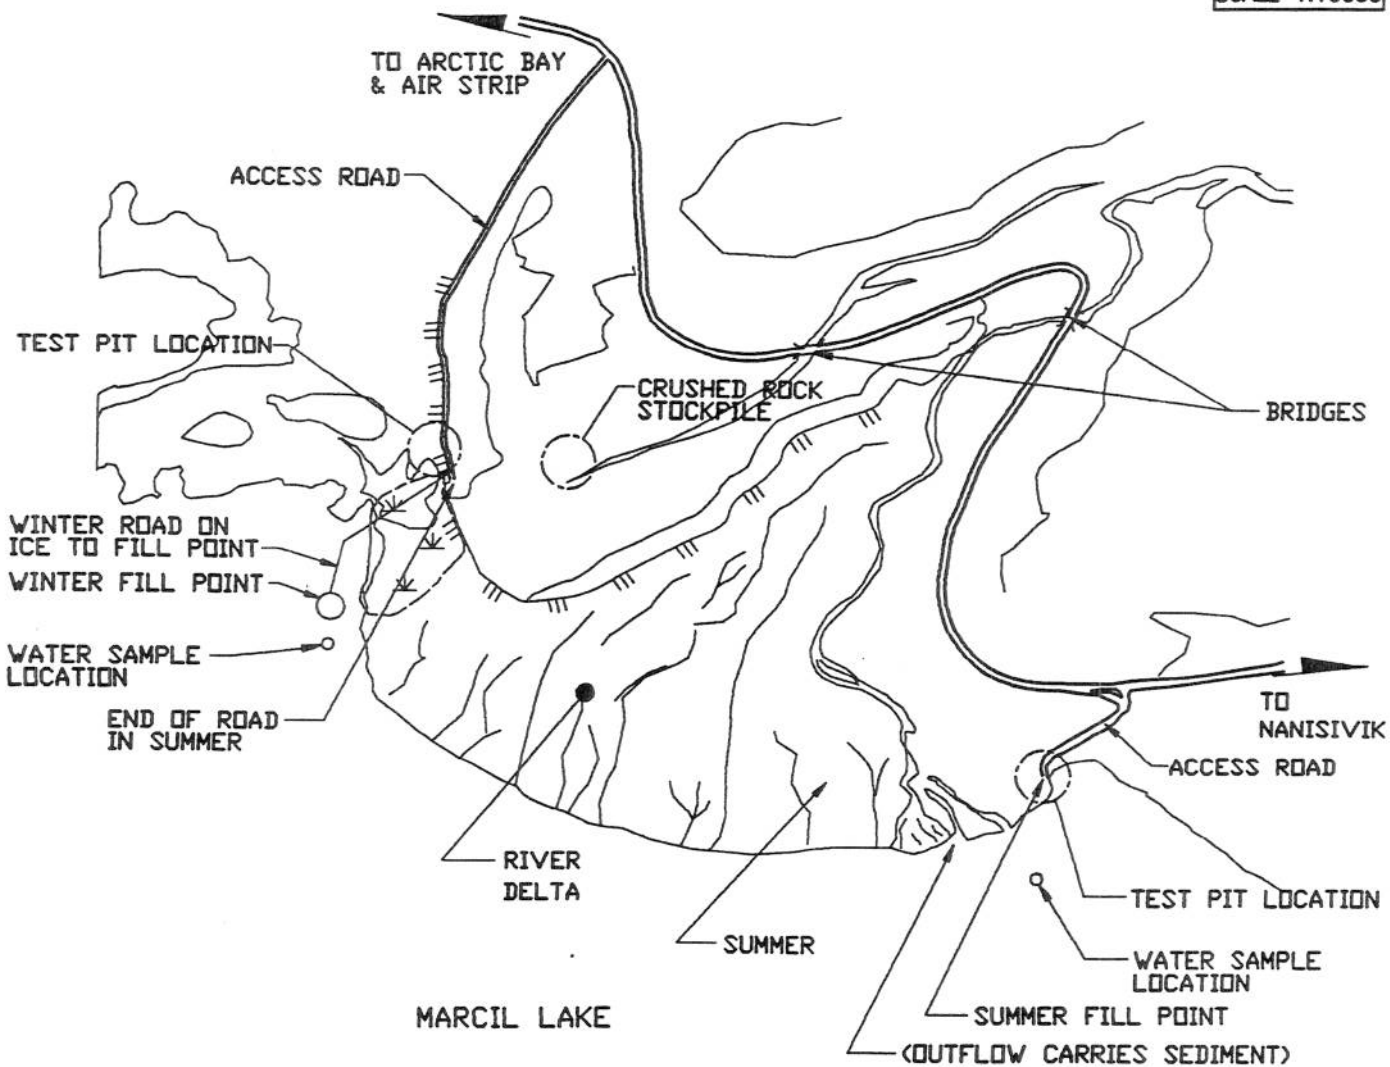 TO ARCTIC BAY
& AIR STRIP
ACCESS ROAD
TEST PIT LOCATION
CRUSHED ROCK
STOCKPILE
BRIDGES
WINTER ROAD ON
ICE TO FILL POINT
WINTER FILL POINT
WATER SAMPLE
LOCATION
END OF ROAD
IN SUMMER
TO
NANISIVIK
ACCESS ROAD
RIVER
DELTA
TEST PIT LOCATION
SUMMER
WATER SAMPLE
LOCATION
MARCIL LAKE
SUMMER FILL POINT
(OUTFLOW CARRIES SEDIMENT)